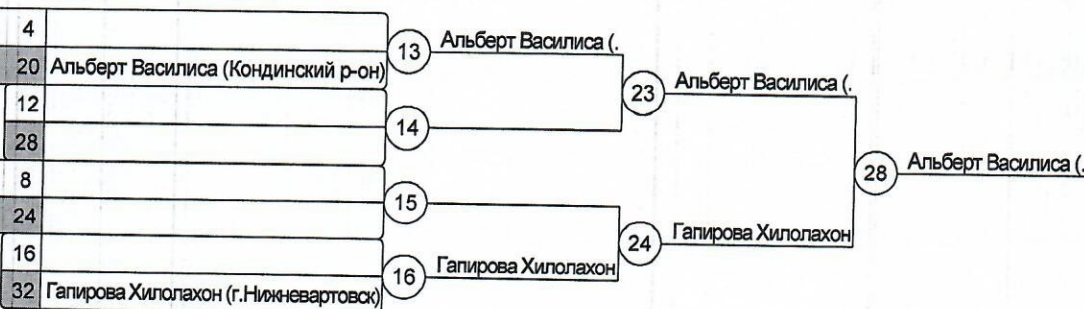 4
20 Альберт Василиса (Кондинский р-он)
12
28
8
24
16
32 Гапирова Хилолахон (г.Нижневартовск)
13 Альберт Василиса (.
14
15
16 Гапирова Хилолахон
23 Альберт Василиса (.
24 Гапирова Хилолахон
28 Альберт Василиса (.